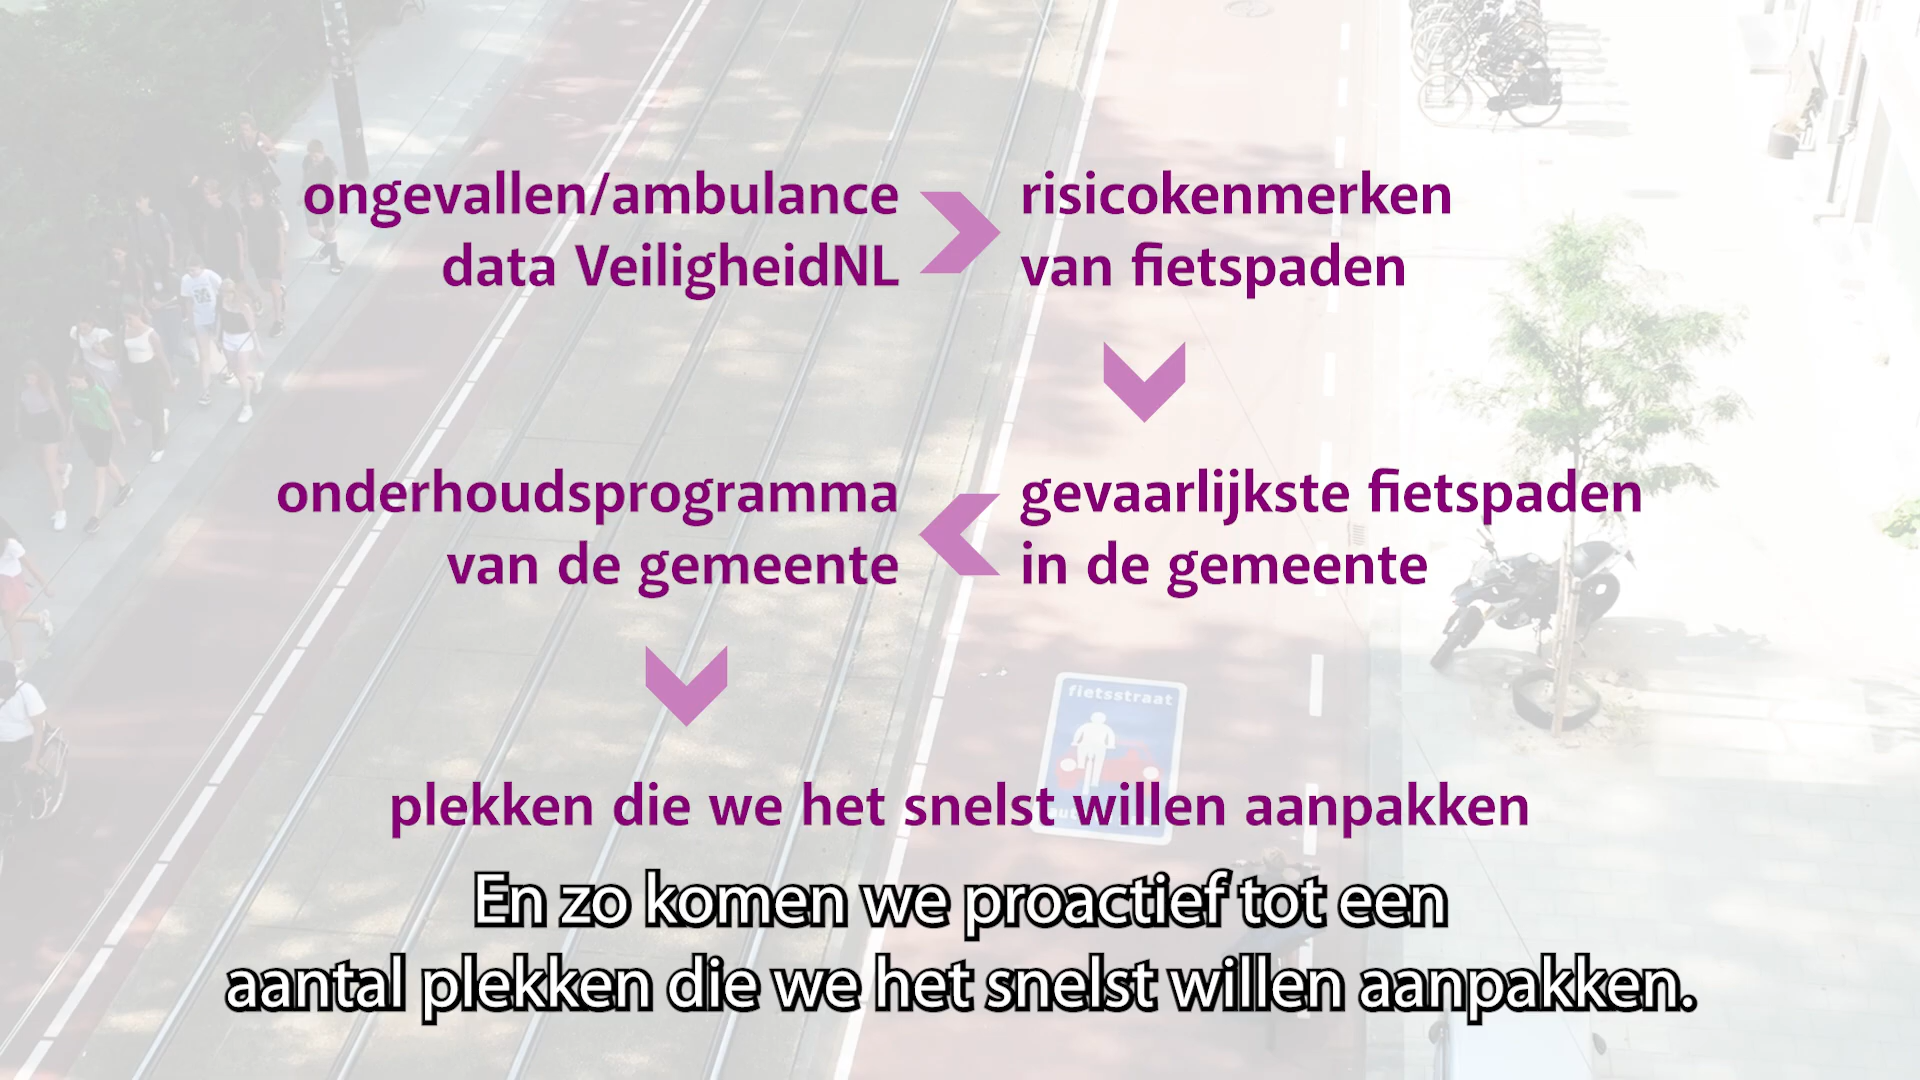 ongevallen/ambulance
data VeiligheidNL
risicokenmerken
van fietspaden
gevaarlijkste fietspaden
in de gemeente
onderhoudsprogramma
van de gemeente
fietsstraat
plekken die we het snelst willen aanpakken
En zo komen we proactief tot een
aantal plekken die we het snelst willen aanpakken.